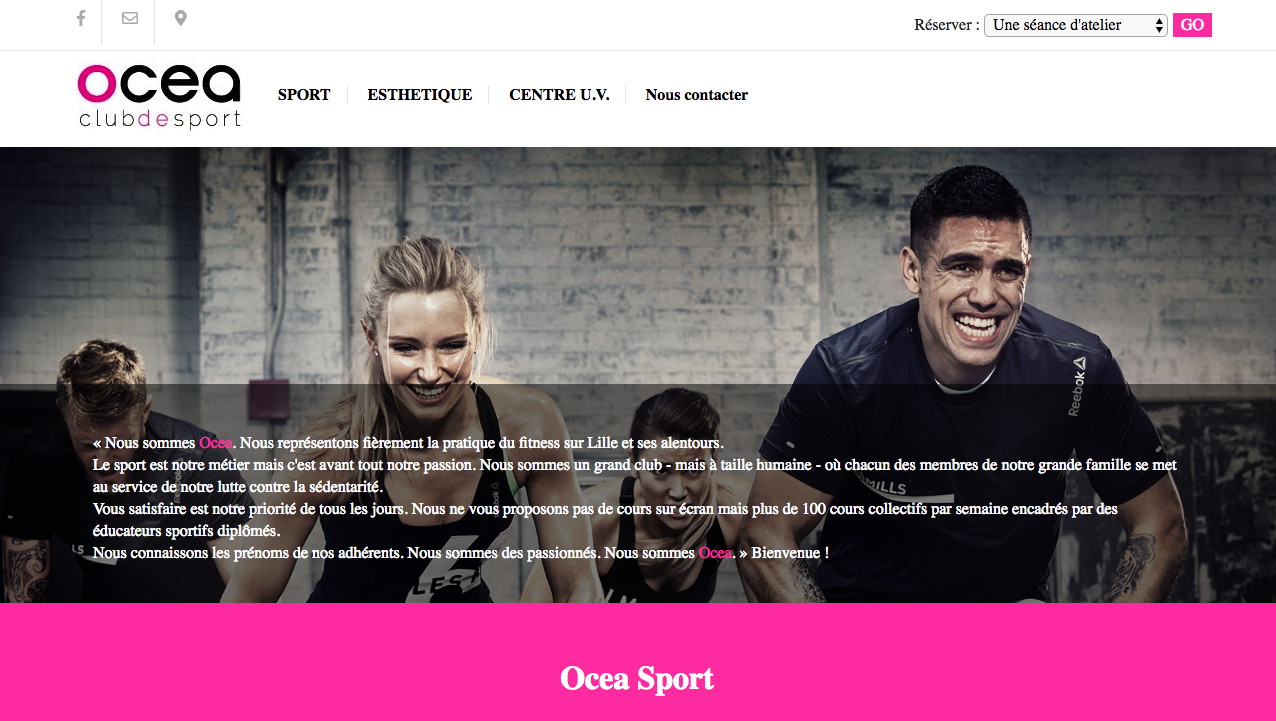 Réserver : Une séance d'atelier GO
ocea
clubdesport
SPORT ESTHETIQUE CENTRE U.V. Nous contacter
Reebok
« Nous sommes Ocea. Nous représentons fièrement la pratique du fitness sur Lille et ses alentours.
Le sport est notre métier mais c'est avant tout notre passion. Nous sommes un grand club - mais à taille humaine - où chacun des membres de notre grande famille se met
au service de notre lutte contre la sédentarité.
Vous satisfaire est notre priorité de tous les jours. Nous ne vous proposons pas de cours sur écran mais plus de 100 cours collectifs par semaine encadrés par des
éducateurs sportifs diplômés.
Nous connaissons les prénoms de nos adhérents. Nous sommes des passionnés. Nous sommes Ocea. » Bienvenue !
Ocea Sport